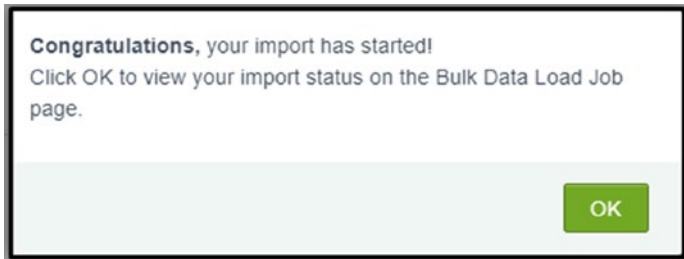 Congratulations, your import has started!
Click OK to view your import status on the Bulk Data Load Job
page.
OK